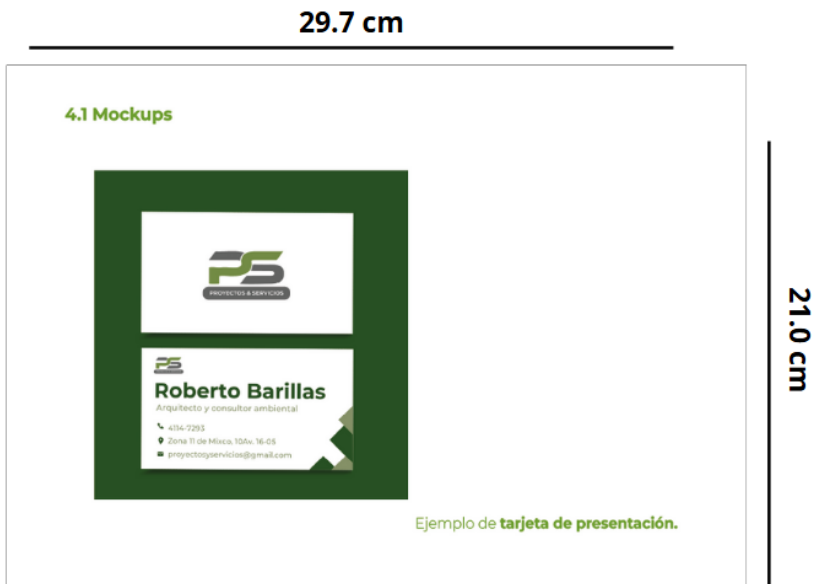 29.7 cm
4.1 Mockups
21.0 cm
PS
PROYECTOS & SERVICIOS
PS
Roberto Barillas
Arquitecto y consultor ambiental
4114-7293
Zona 11 de Mixco, 10Av. 16-05
proyectosyservicios@gmail.com
Ejemplo de tarjeta de presentación.